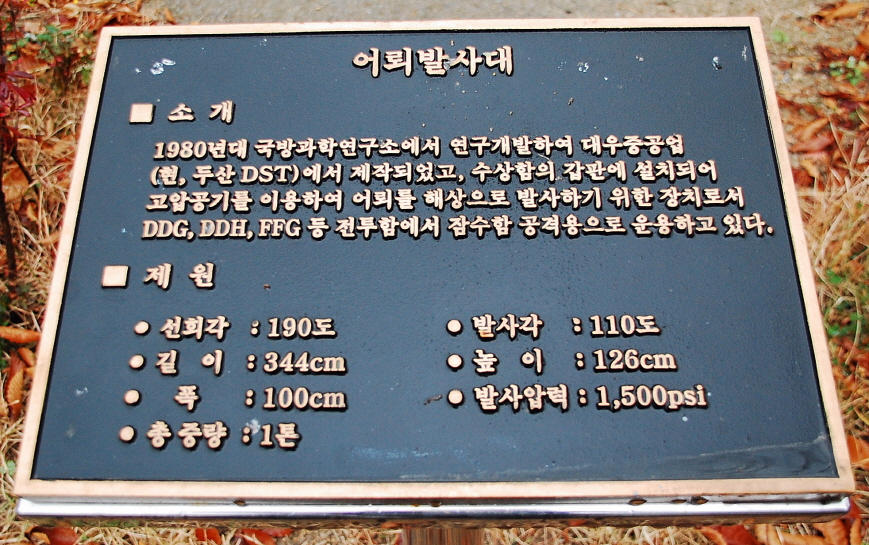 어뢰발사대
■ 소 개
1980년대 국방과학연구소에서 연구개발하여 대우중공업
(현, 두산 DST)에서 제작되었고, 수상함의 갑판에 설치되어
고압공기를 이용하여 어뢰를 해상으로 발사하기 위한 장치로서
DDG, DDH, FFG 등 전투함에서 잠수함 공격용으로 운용하고 있다.
■ 제 원
● 선회각 : 190도 ● 발사각 : 110도
● 길 이 : 344cm ● 높 이 : 126cm
● 폭 : 100cm ● 발사압력 : 1,500psi
● 총중량 : 1톤